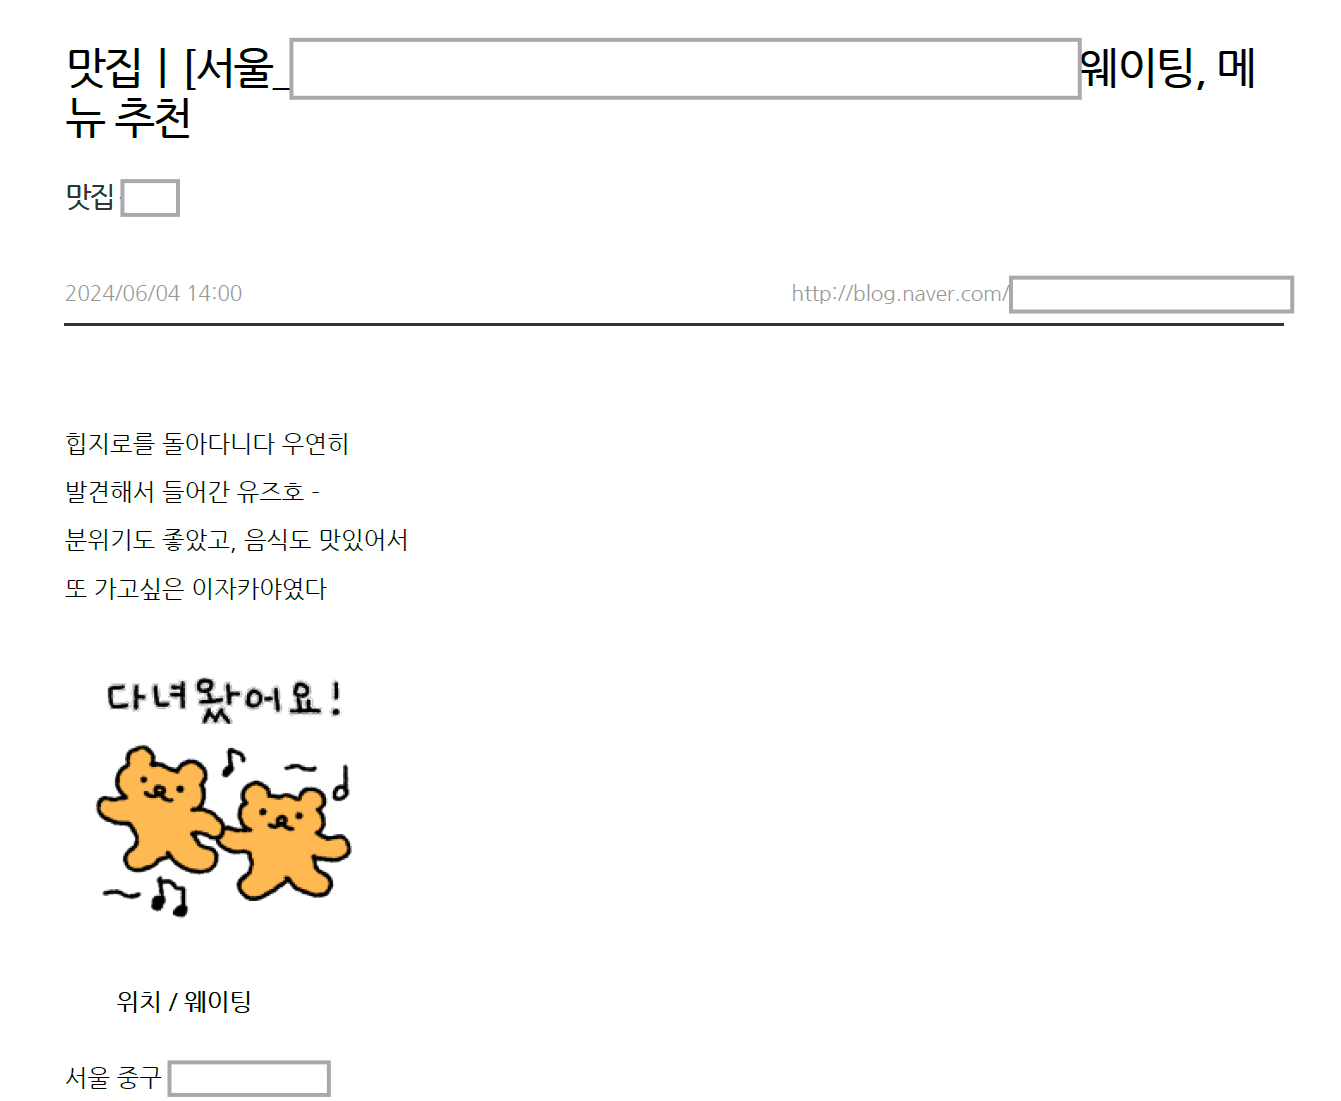 맛집 | [서울_ 웨이팅, 메
뉴 추천
맛집
2024/06/04 14:00 http://blog.naver.com/
힙지로를 돌아다니다 우연히
발견해서 들어간 유즈호 -
분위기도 좋았고, 음식도 맛있어서
또 가고싶은 이자카야였다
다녀왔어요!
위치 / 웨이팅
서울 중구